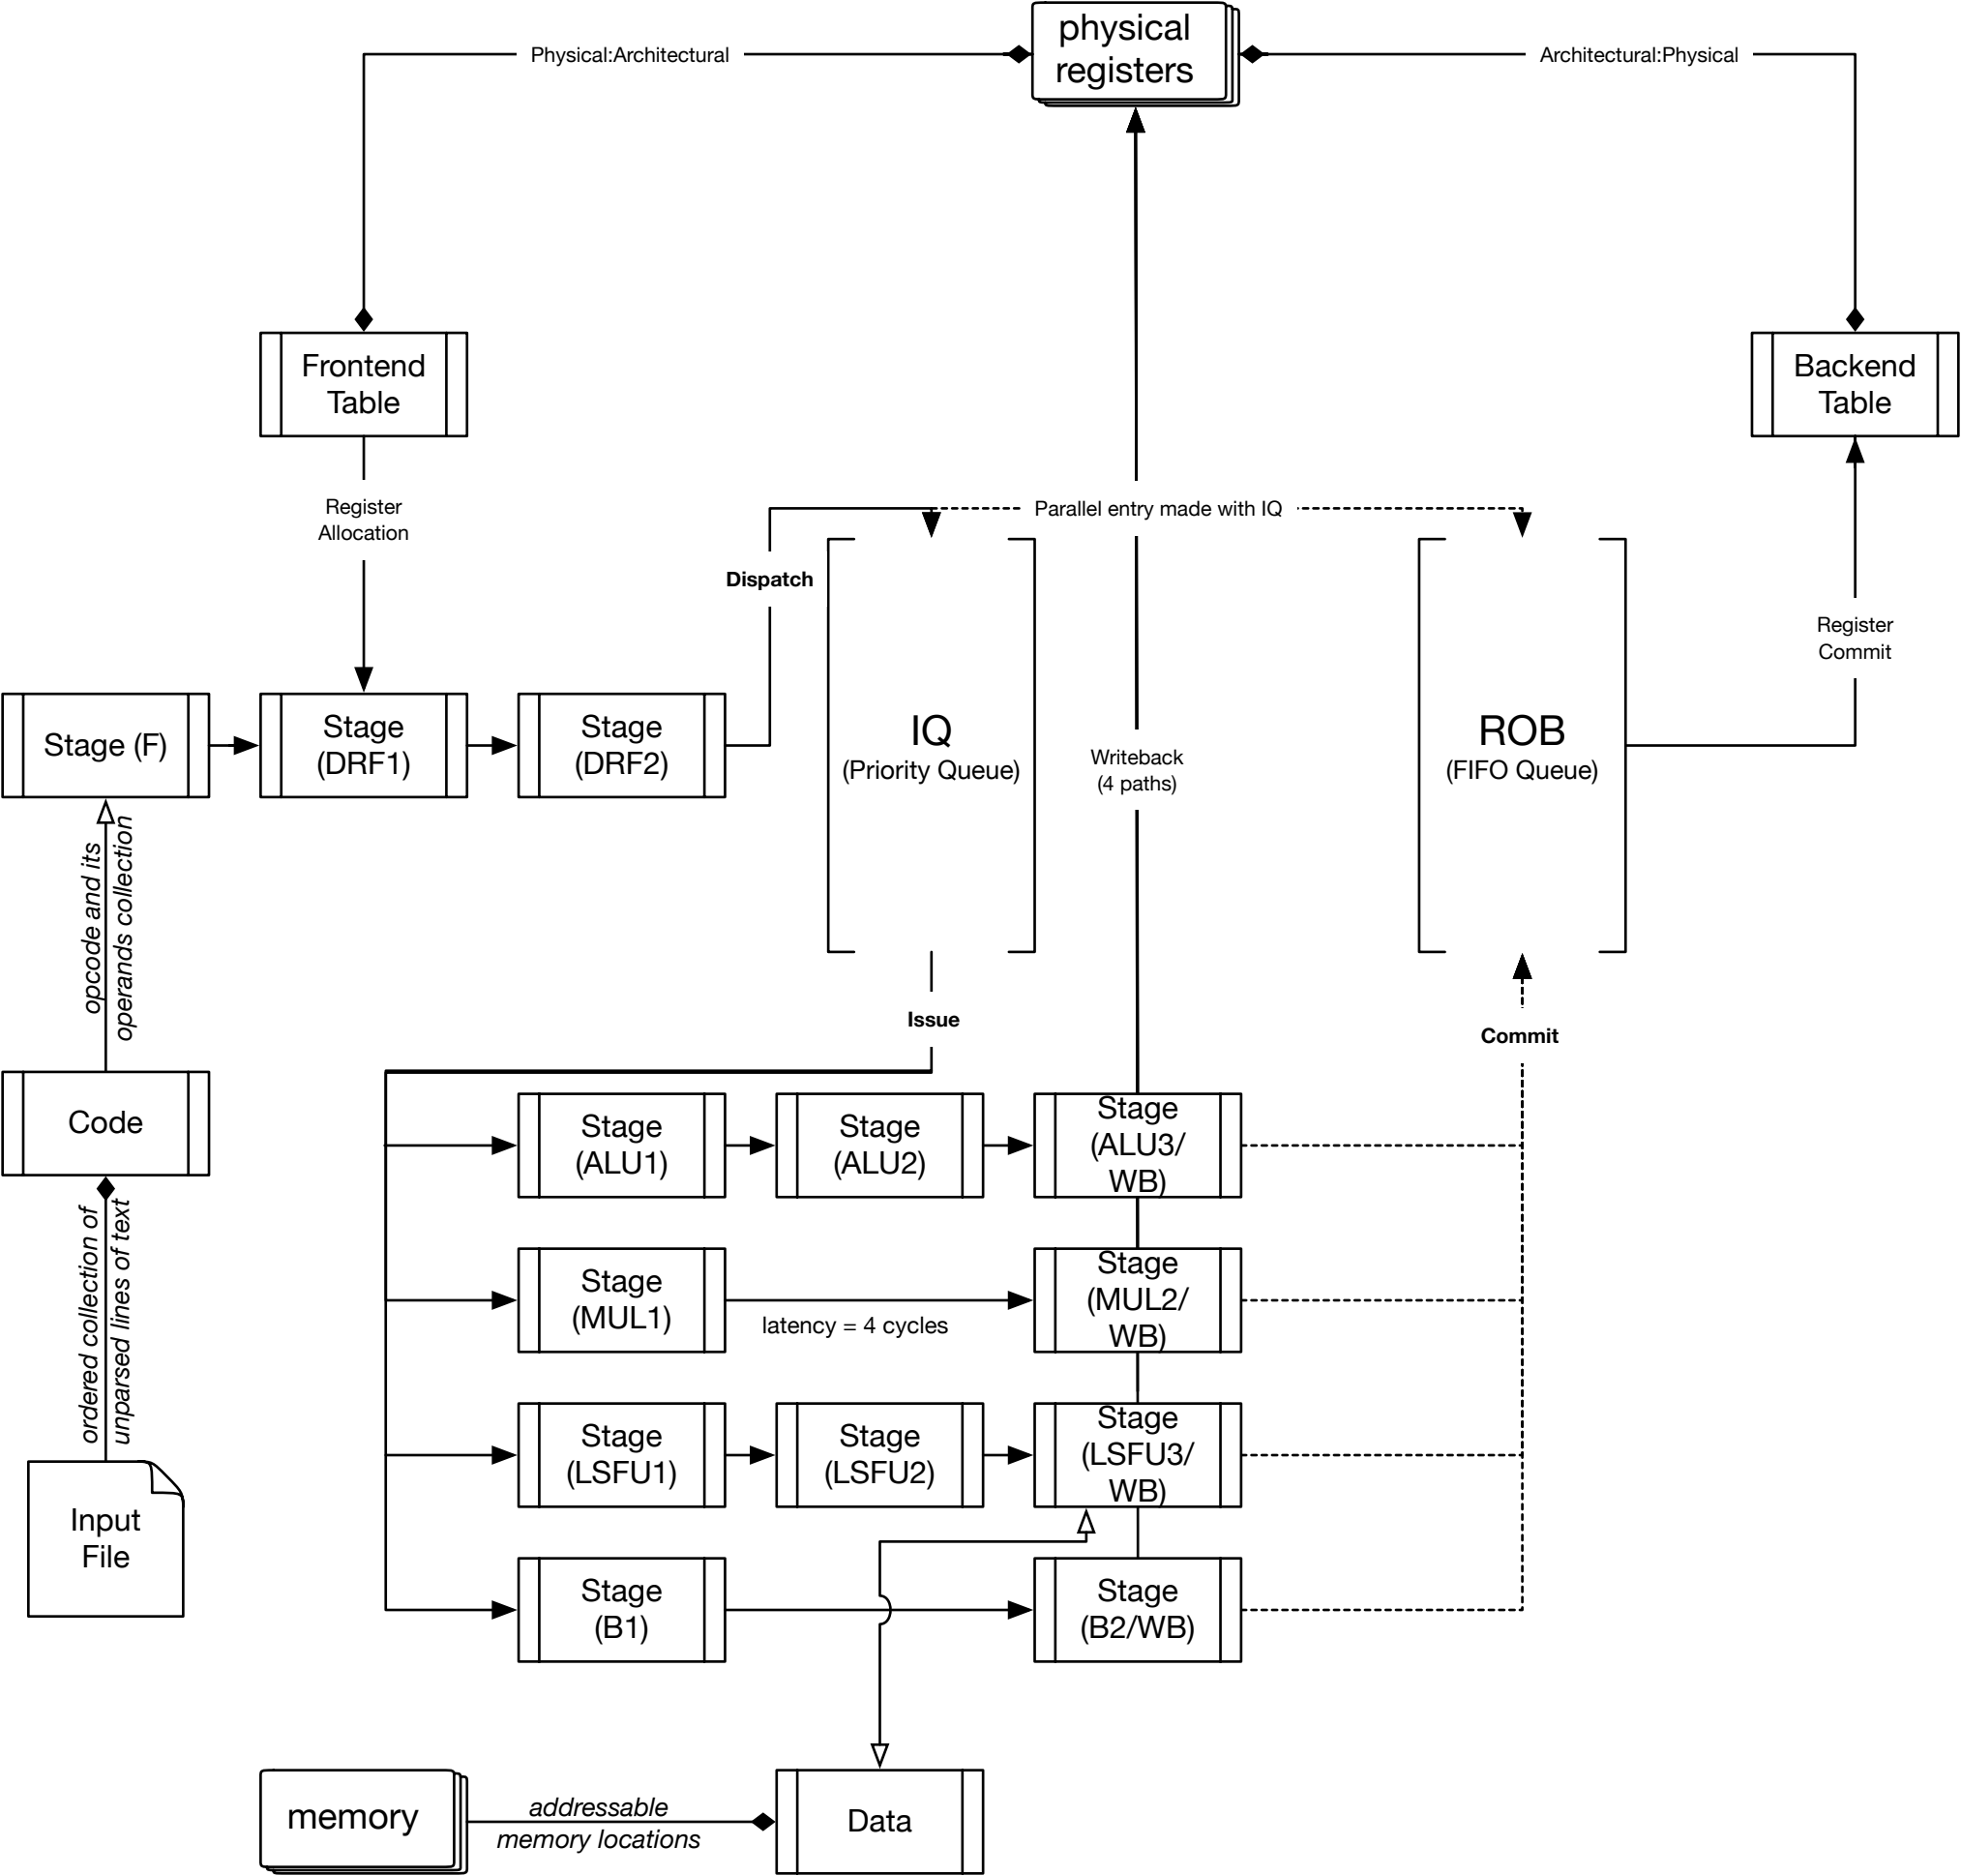 physical
registers
Physical:Architectural
Architectural:Physical
Frontend
Table
Backend
Table
Register
Allocation
Parallel entry made with IQ
Dispatch
Register
Commit
Stage (F)
Stage
(DRF1)
Stage
(DRF2)
IQ
(Priority Queue)
Writeback
(4 paths)
ROB
(FIFO Queue)
opcode and its
operands collection
Issue
Commit
Code
Stage
(ALU1)
Stage
(ALU2)
Stage
(ALU3/
WB)
ordered collection of
unparsed lines of text
Stage
(MUL1)
latency = 4 cycles
Stage
(MUL2/
WB)
Stage
(LSFU1)
Stage
(LSFU2)
Stage
(LSFU3/
WB)
Input
File
Stage
(B1)
Stage
(B2/WB)
memory
addressable
memory locations
Data